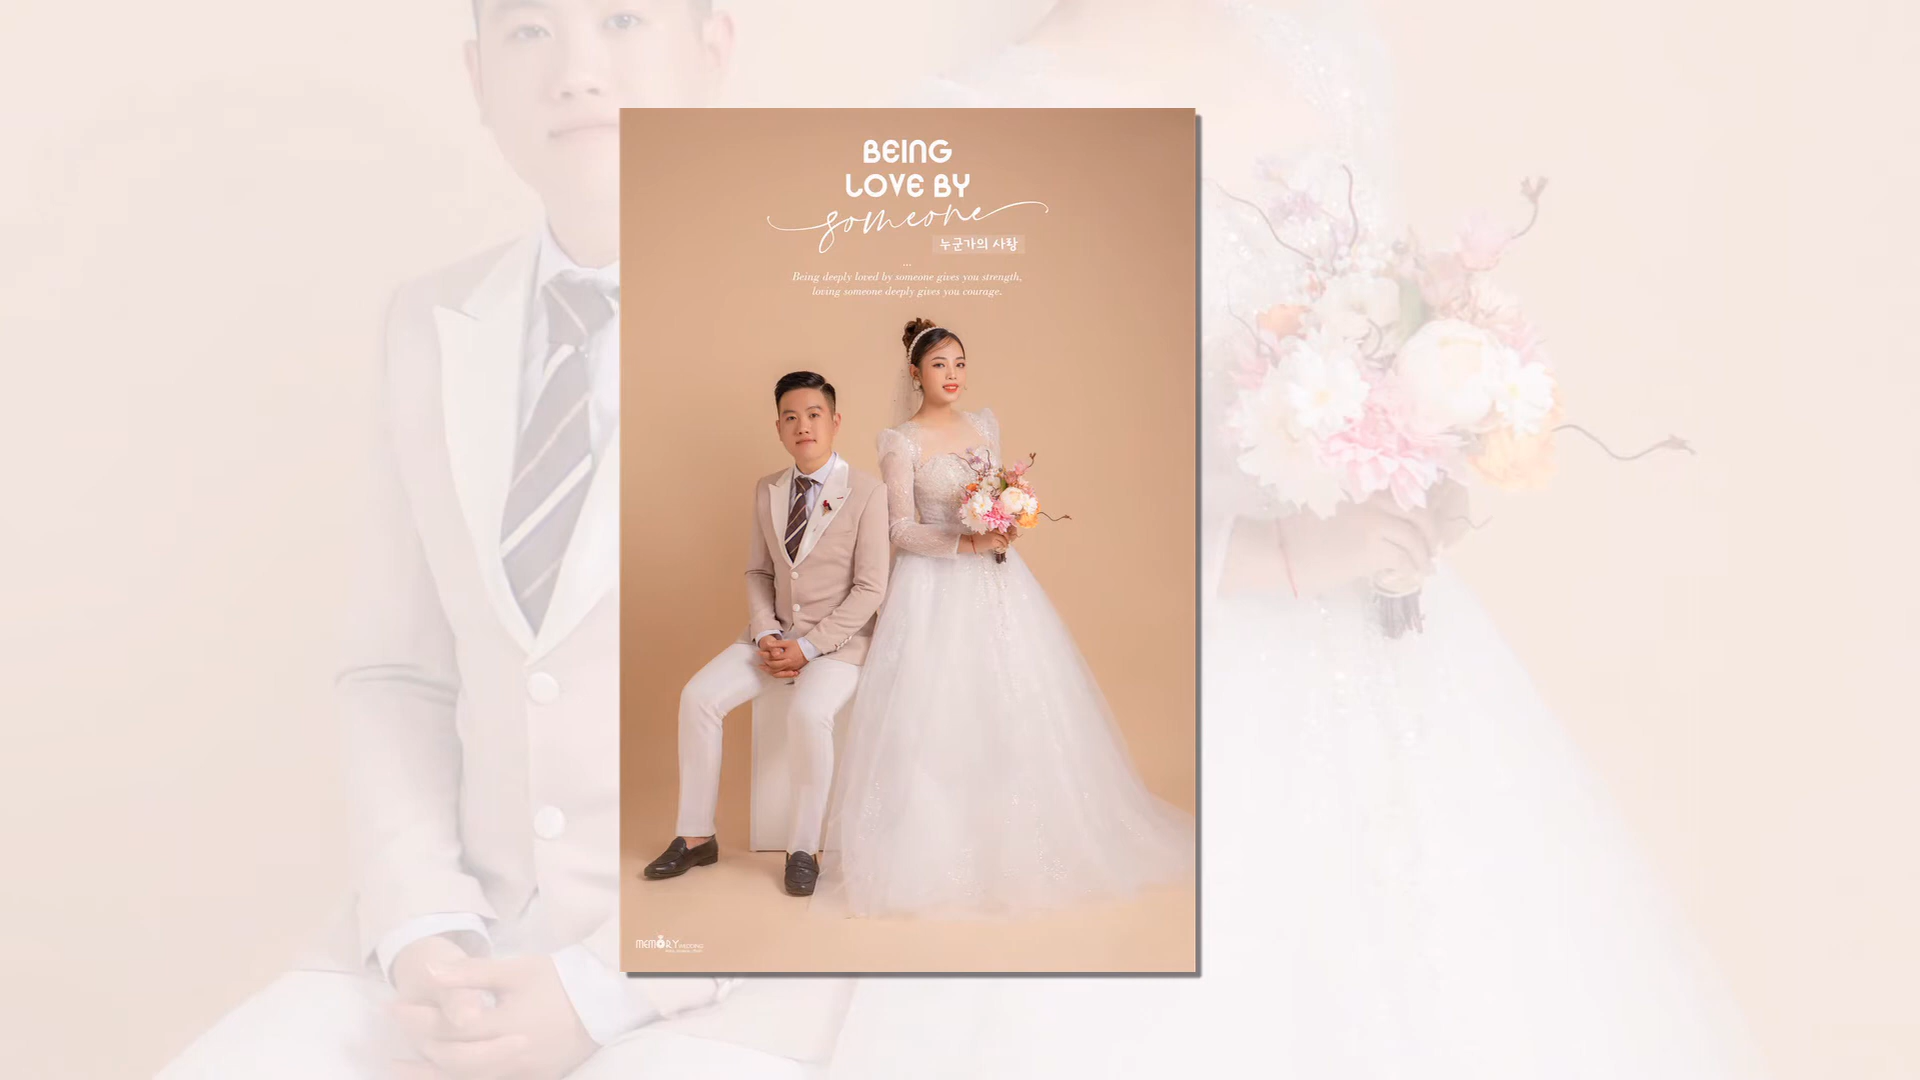 BEING
LOVE BY
someone
누군가의 사랑
...
Being deeply loved by someone gives you strength,
loving someone deeply gives you courage.
MEMORY WEDDING